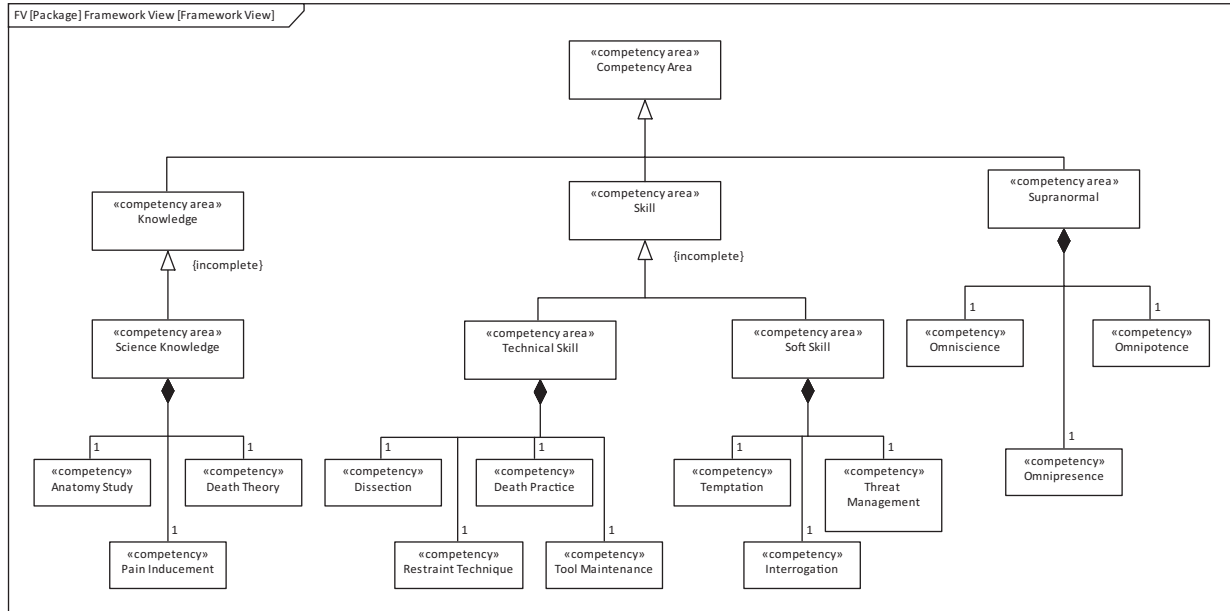 FV [Package] Framework View [Framework View]
«competency area»
Competency Area
«competency area»
Knowledge
{incomplete}
«competency area»
Skill
{incomplete}
«competency area»
Supranormal
«competency area»
Science Knowledge
«competency area»
Technical Skill
«competency area»
Soft Skill
1
«competency»
Omniscience
1
«competency»
Omnipotence
1
«competency»
Omnipresence
1
«competency»
Anatomy Study
1
«competency»
Death Theory
1
«competency»
Pain Inducement
1
«competency»
Dissection
1
«competency»
Death Practice
1
«competency»
Restraint Technique
1
«competency»
Tool Maintenance
1
«competency»
Temptation
1
«competency»
Threat
Management
1
«competency»
Interrogation